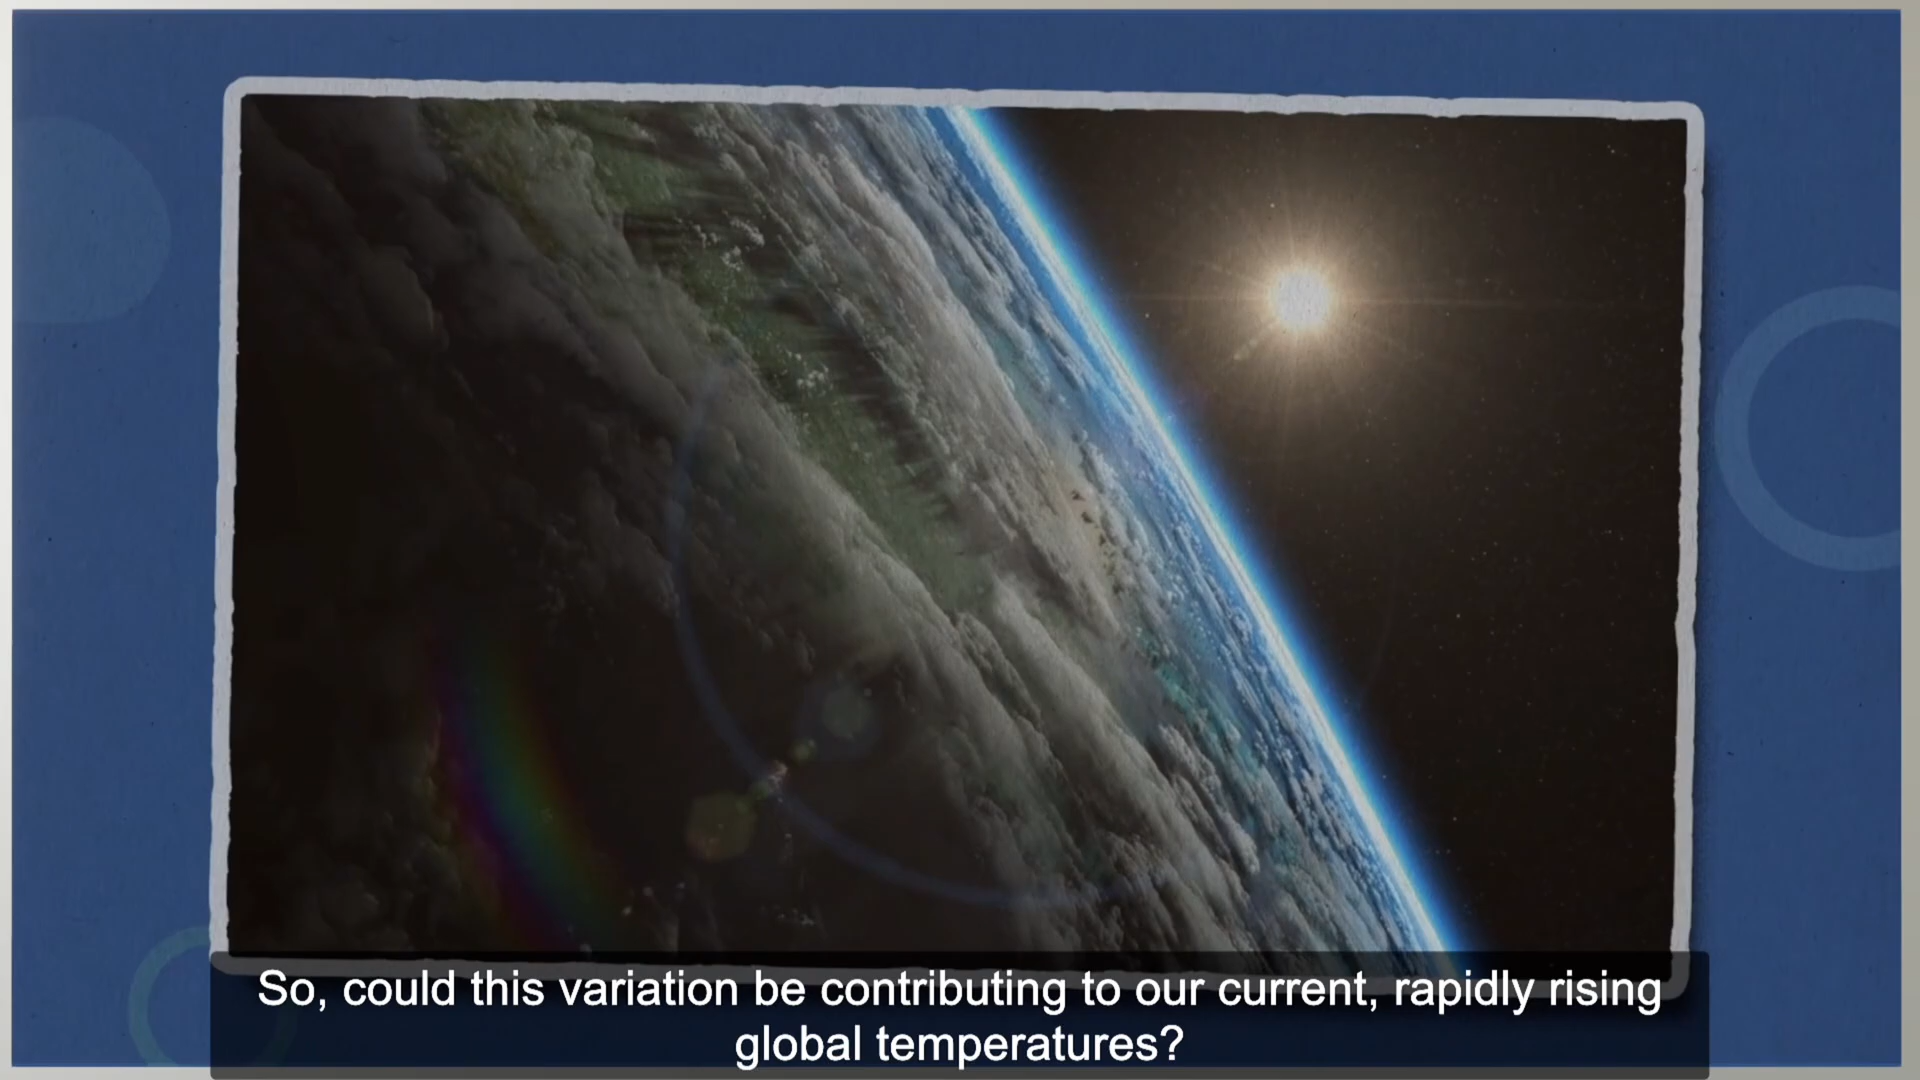 So, could this variation be contributing to our current, rapidly rising
global temperatures?